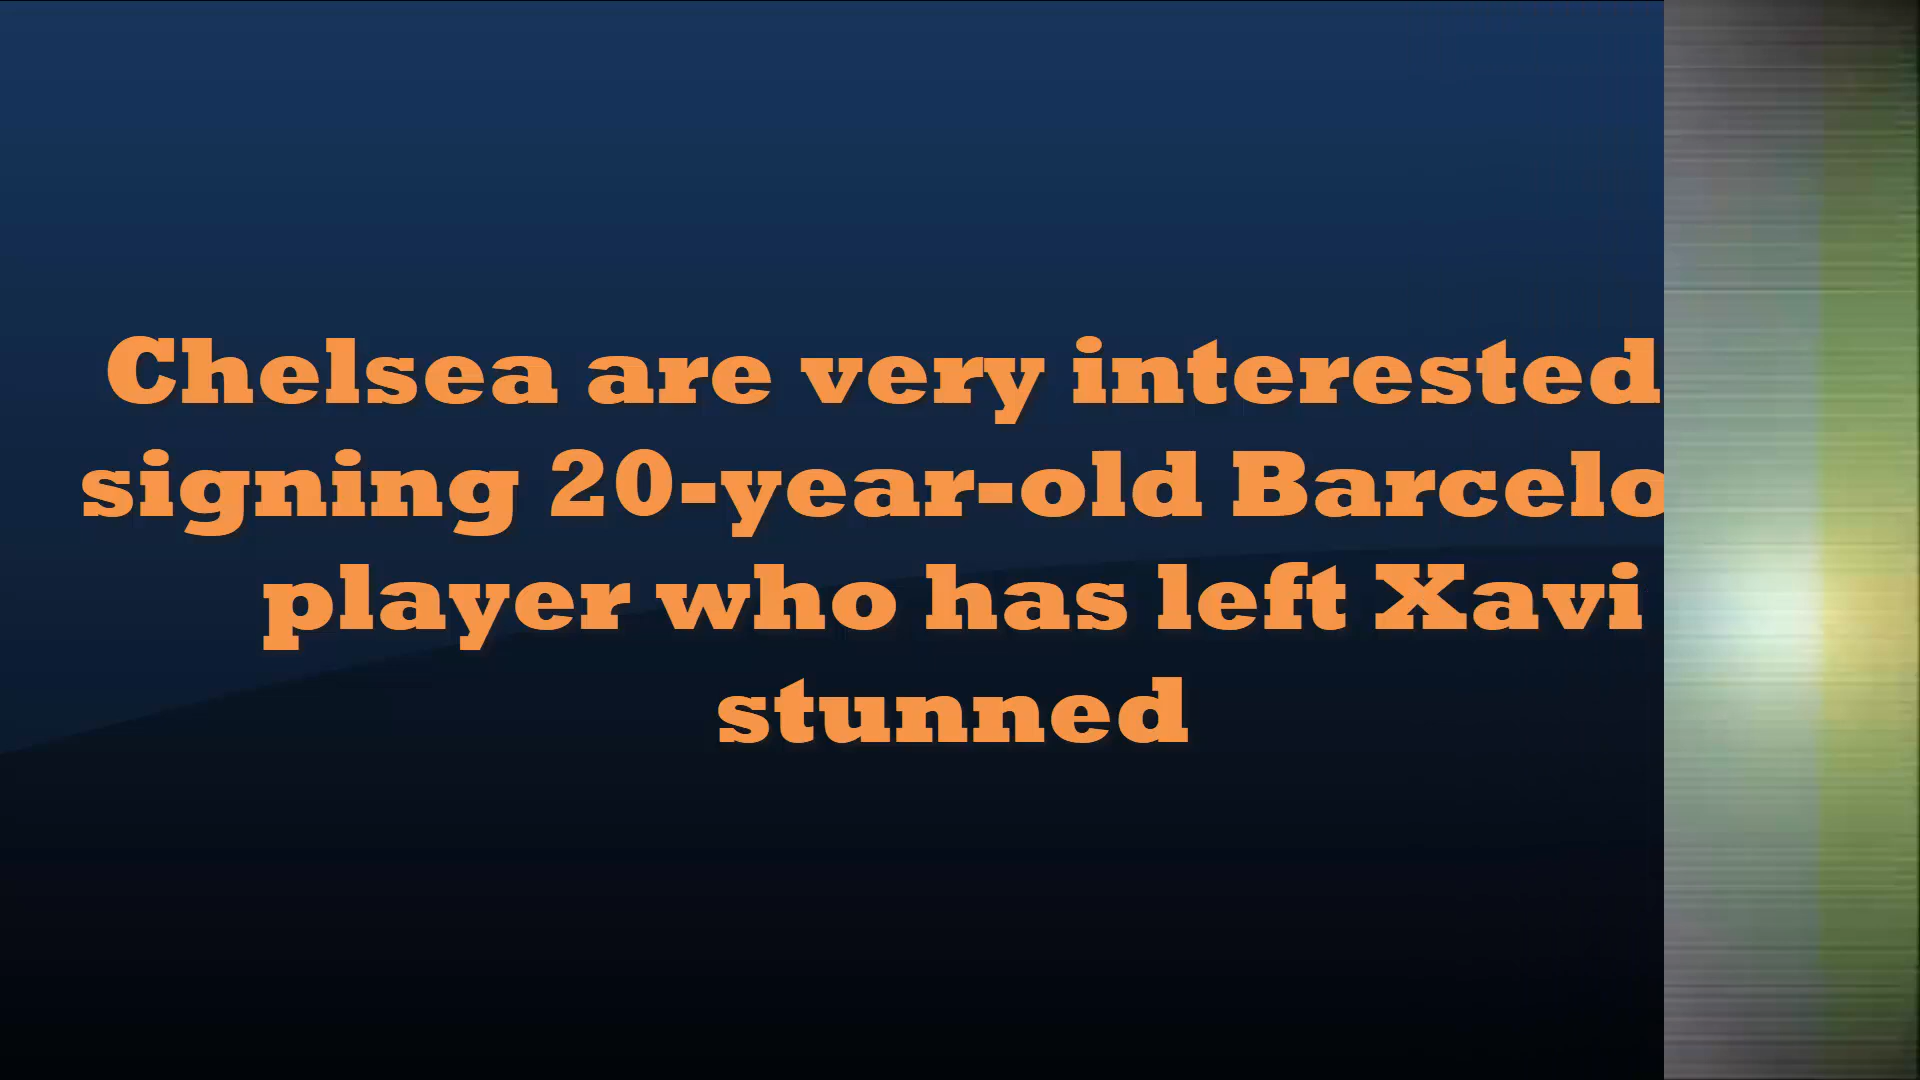 Chelsea are very interested
signing 20-year-old Barcelo
player who has left Xavi
stunned